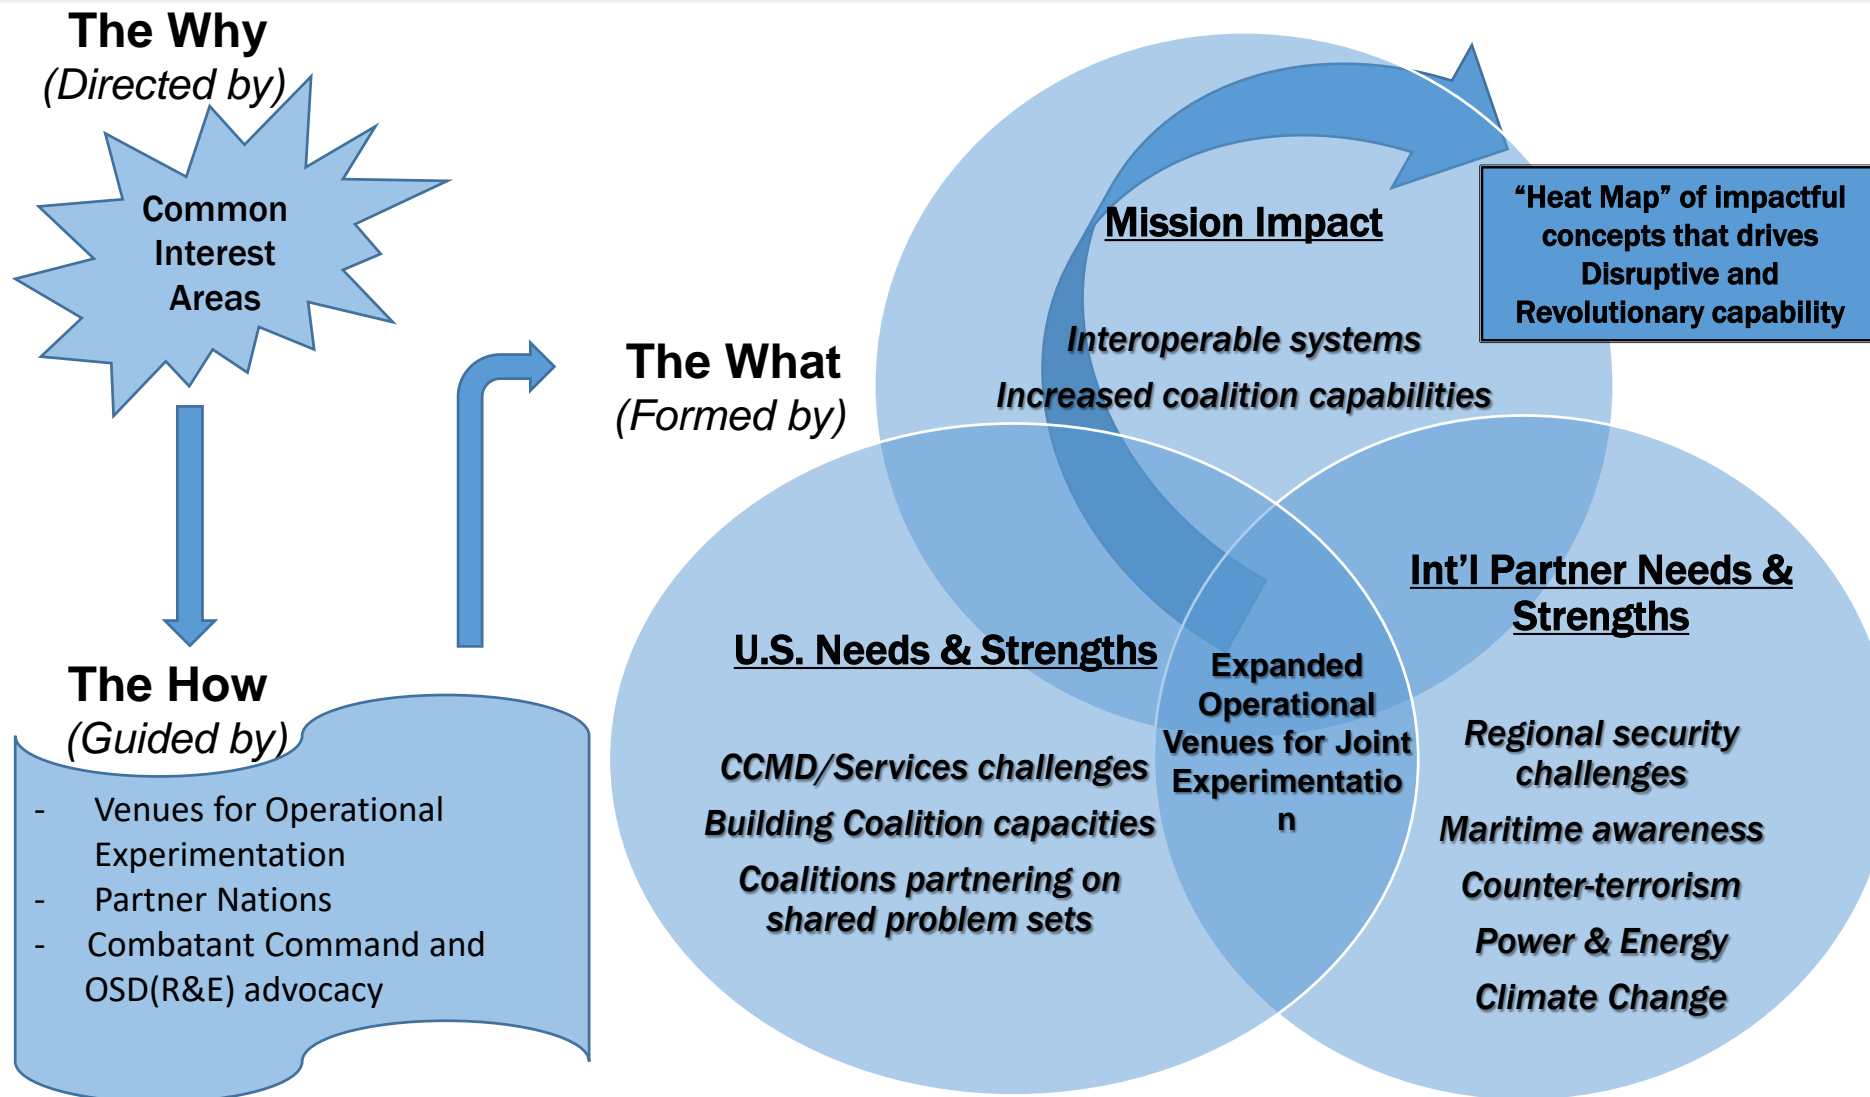 The Why
(Directed by)
Common
Interest
Areas
The How
(Guided by)
- Venues for Operational
Experimentation
- Partner Nations
- Combatant Command and
OSD(R&E) advocacy
The What
(Formed by)
Mission Impact
Interoperable systems
Increased coalition capabilities
“Heat Map” of impactful
concepts that drives
Disruptive and
Revolutionary capability
U.S. Needs & Strengths
CCMD/Services challenges
Building Coalition capacities
Coalitions partnering on
shared problem sets
Expanded
Operational
Venues for Joint
Experimentatio
n
Int’l Partner Needs &
Strengths
Regional security
challenges
Maritime awareness
Counter-terrorism
Power & Energy
Climate Change